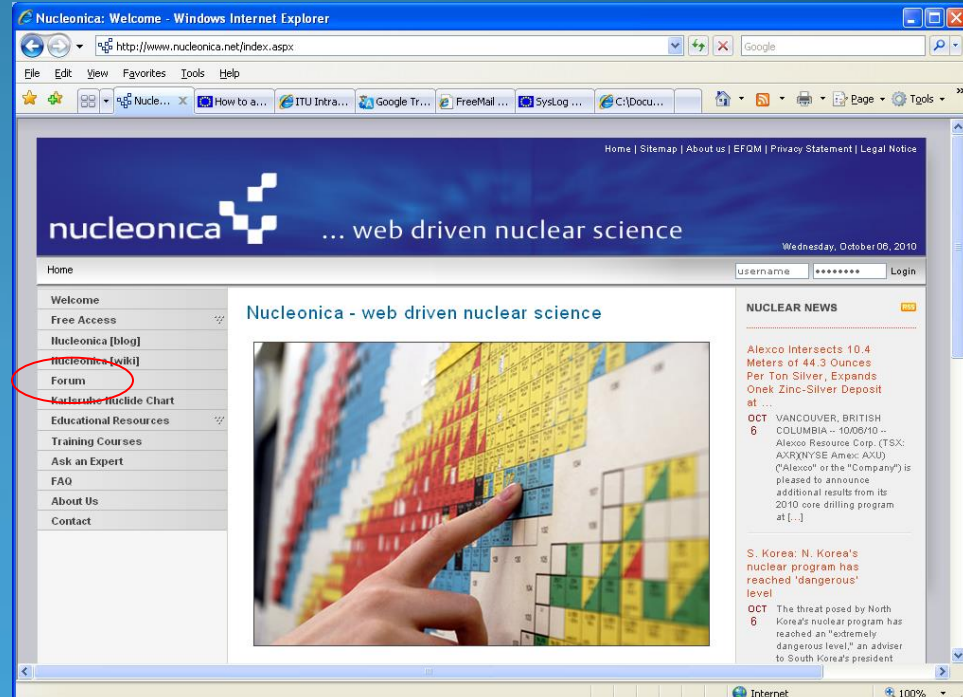 Nucleonica: Welcome - Windows Internet Explorer
http://www.nucleonica.net/index.aspx
Google
File Edit View Favorites Tools Help
Nucle... How to a... ITU Intra... Google Tr... FreeMail ... SysLog ... C:\Docu... Page Tools
Home | Sitemap | About us | EFQM | Privacy Statement | Legal Notice
nucleonica
... web driven nuclear science
Wednesday, October 06, 2010
Home
username
Login
Welcome
Free Access
Nucleonica [blog]
Nucleonica [wiki]
Forum
Karlsruhe Nuclide Chart
Educational Resources
Training Courses
Ask an Expert
FAQ
About Us
Contact
Nucleonica - web driven nuclear science
NUCLEAR NEWS
Alexco Intersects 10.4
Meters of 44.3 Ounces
Per Ton Silver, Expands
Onek Zinc-Silver Deposit
at ...
OCT 6
VANCOUVER, BRITISH
COLUMBIA -- 10/06/10 --
Alexco Resource Corp. (TSX:
AXR)(NYSE Amex: AXU)
("Alexco" or the "Company") is
pleased to announce
additional results from its
2010 core drilling program
at [...]
S. Korea: N. Korea's
nuclear program has
reached 'dangerous'
level
OCT 6
The threat posed by North
Korea's nuclear program has
reached an "extremely
dangerous level," an adviser
to South Korea's president
Internet
100%